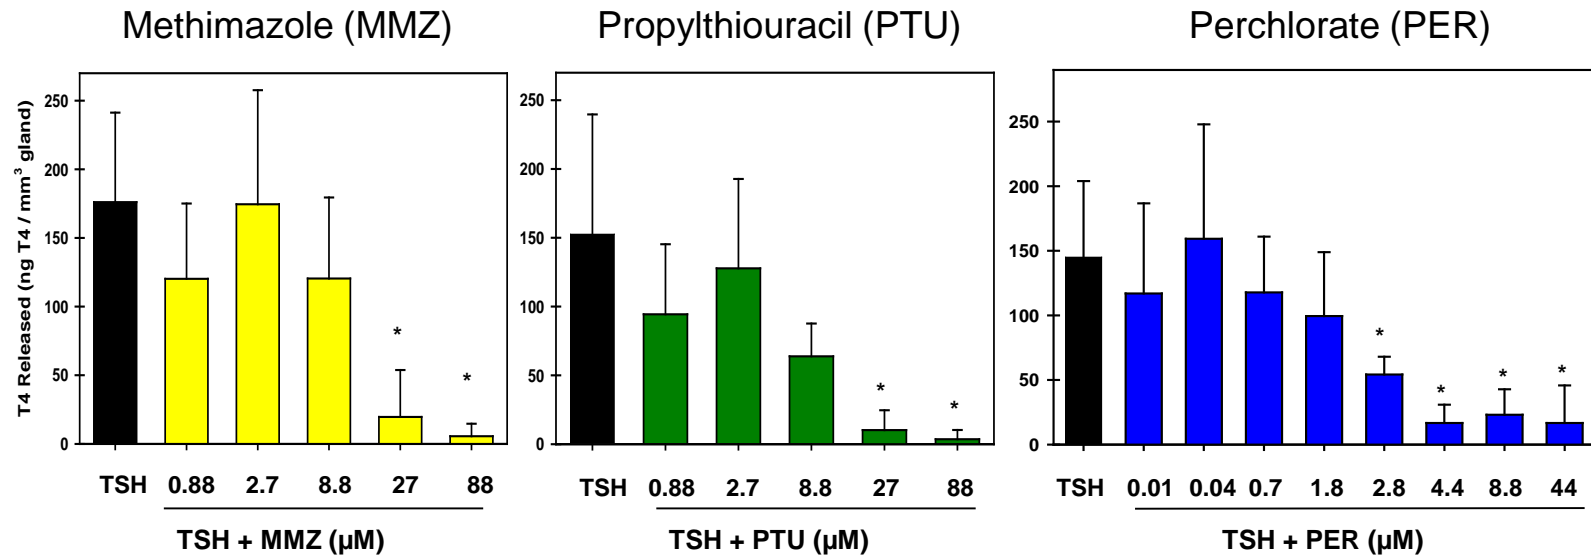 Methimazole (MMZ)
Propylthiouracil (PTU)
Perchlorate (PER)
T4 Released (ng T4 / mm³ gland)
250
200
150
100
50
0
*
*
TSH 0.88 2.7 8.8 27 88
TSH + MMZ (µM)
250
200
150
100
50
0
*
*
TSH 0.88 2.7 8.8 27 88
TSH + PTU (µM)
250
200
150
100
50
0
*
*
*
*
TSH 0.01 0.04 0.7 1.8 2.8 4.4 8.8 44
TSH + PER (µM)